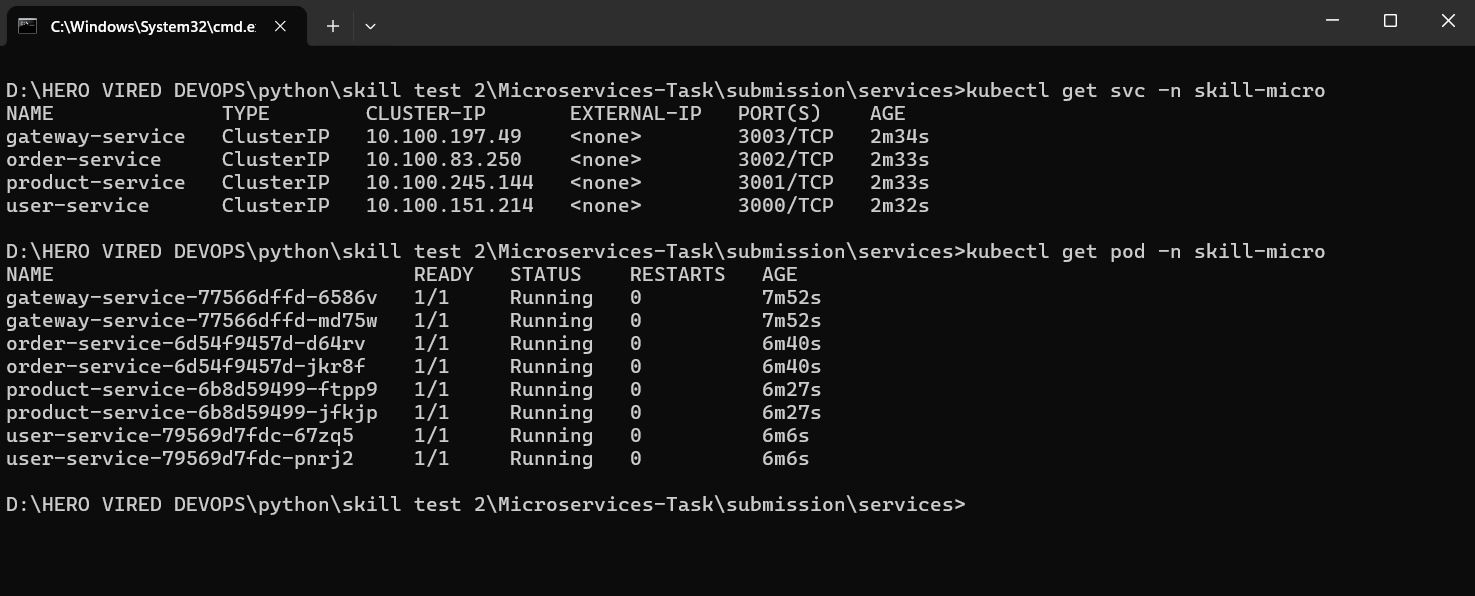 C:\Windows\System32\cmd.e
D:\HERO VIRED DEVOPS\python\skill test 2\Microservices-Task\submission\services>kubectl get svc -n skill-micro
NAME TYPE CLUSTER-IP EXTERNAL-IP PORT(S) AGE
gateway-service ClusterIP 10.100.197.49 <none> 3003/TCP 2m34s
order-service ClusterIP 10.100.83.250 <none> 3002/TCP 2m33s
product-service ClusterIP 10.100.245.144 <none> 3001/TCP 2m33s
user-service ClusterIP 10.100.151.214 <none> 3000/TCP 2m32s
D:\HERO VIRED DEVOPS\python\skill test 2\Microservices-Task\submission\services>kubectl get pod -n skill-micro
NAME READY STATUS RESTARTS AGE
gateway-service-77566dffd-6586v 1/1 Running 0 7m52s
gateway-service-77566dffd-md75w 1/1 Running 0 7m52s
order-service-6d54f9457d-d64rv 1/1 Running 0 6m40s
order-service-6d54f9457d-jkr8f 1/1 Running 0 6m40s
product-service-6b8d59499-ftpp9 1/1 Running 0 6m27s
product-service-6b8d59499-jfkjp 1/1 Running 0 6m27s
user-service-79569d7fdc-67zq5 1/1 Running 0 6m6s
user-service-79569d7fdc-pnrj2 1/1 Running 0 6m6s
D:\HERO VIRED DEVOPS\python\skill test 2\Microservices-Task\submission\services>